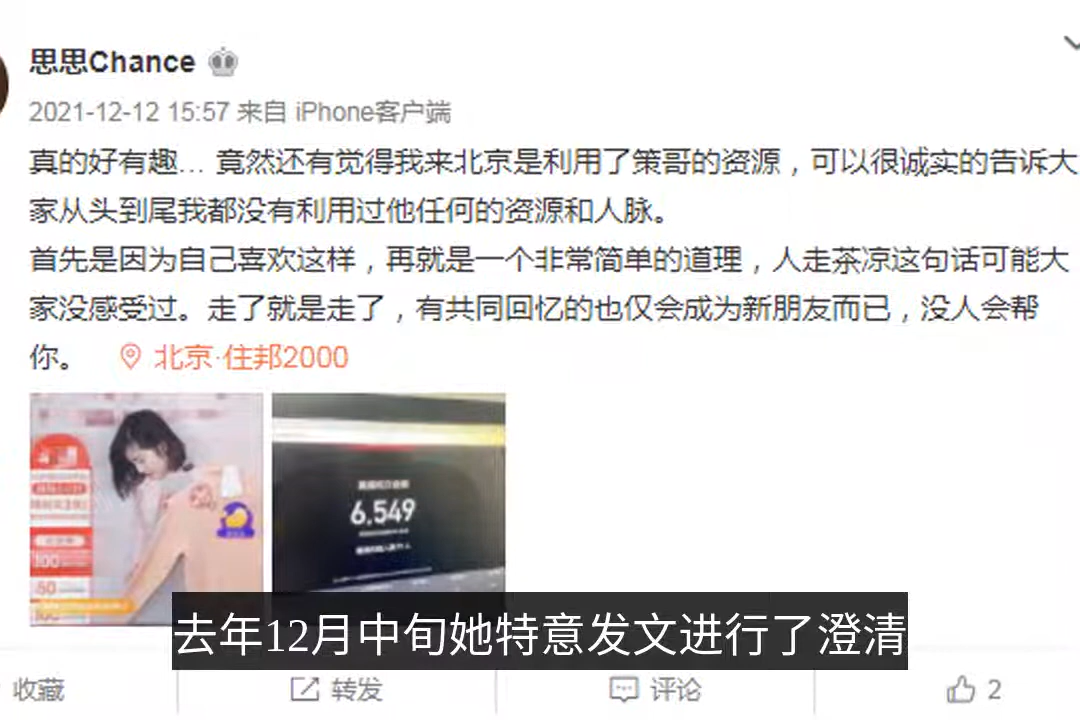 思思Chance
2021-12-12 15:57 来自 iPhone客户端
真的好有趣... 竟然还有觉得我来北京是利用了策哥的资源，可以很诚实的告诉大
家从头到尾我都没有利用过他任何的资源和人脉。
首先是因为自己喜欢这样，再就是一个非常简单的道理，人走茶凉这句话可能大
家没感受过。走了就是走了，有共同回忆的也仅会成为新朋友而已，没人会帮
你。 北京·住邦2000
100
50
6,549
去年12月中旬她特意发文进行了澄清
收藏 转发 评论 2